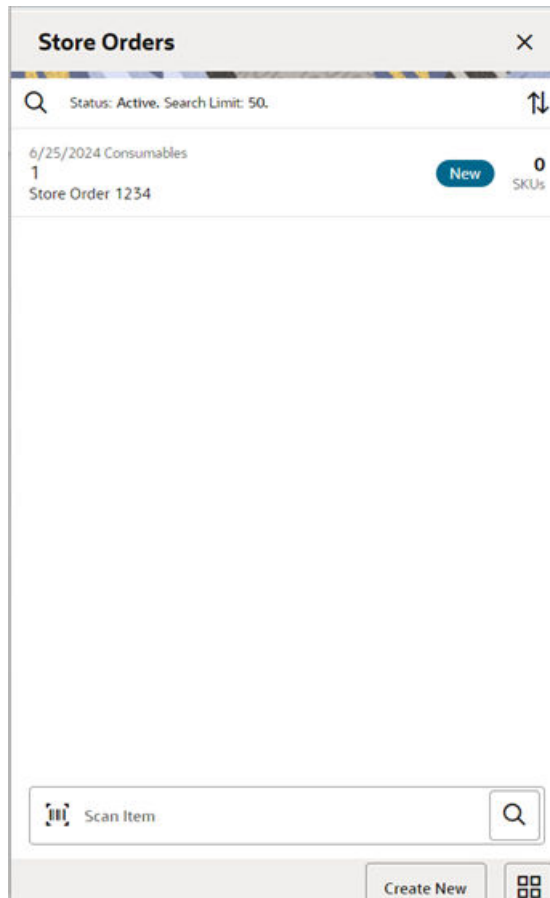 Store Orders
Status: Active. Search Limit: 50.
6/25/2024 Consumables
1
Store Order 1234
New
0
SKUs
Scan Item
Create New